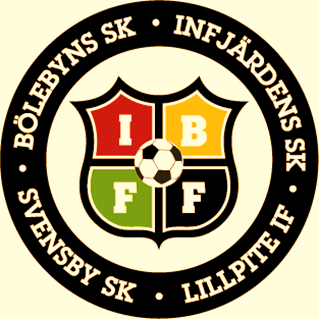 BÖLEBYNS SK • INFJÄRDENS SK •
SVENSBY SK • LILLPITE IF
I B
F F